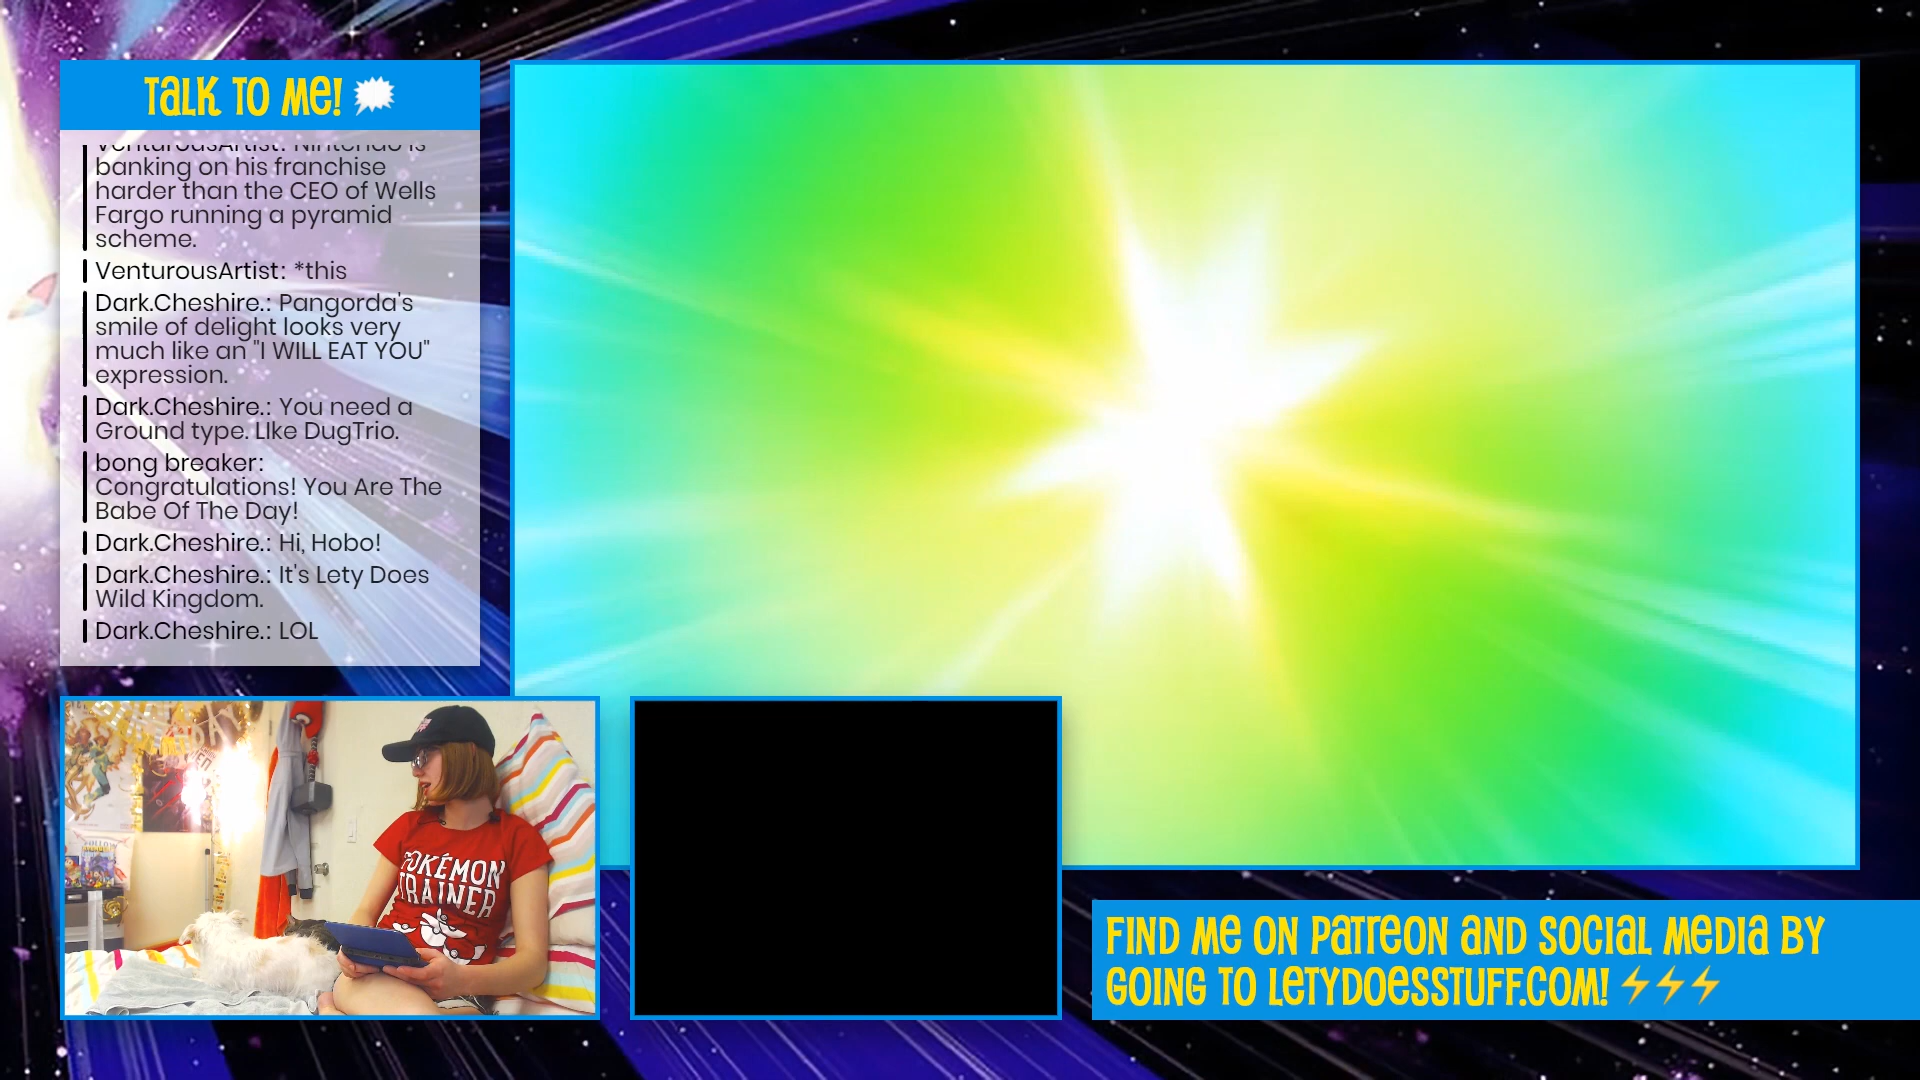 TALK TO ME!
VenturousArtist: Nintendo is
banking on his franchise
harder than the CEO of Wells
Fargo running a pyramid
scheme.
VenturousArtist: *this
Dark.Cheshire.: Pangorda's
smile of delight looks very
much like an "I WILL EAT YOU"
expression.
Dark.Cheshire.: You need a
Ground type. LIke DugTrio.
bong breaker:
Congratulations! You Are The
Babe Of The Day!
Dark.Cheshire.: Hi, Hobo!
Dark.Cheshire.: It's Lety Does
Wild Kingdom.
Dark.Cheshire.: LOL
POKÉMON
TRAINER
FIND ME ON PATREON AND SOCIAL MEDIA BY
GOING TO LETYDOESSTUFF.COM!